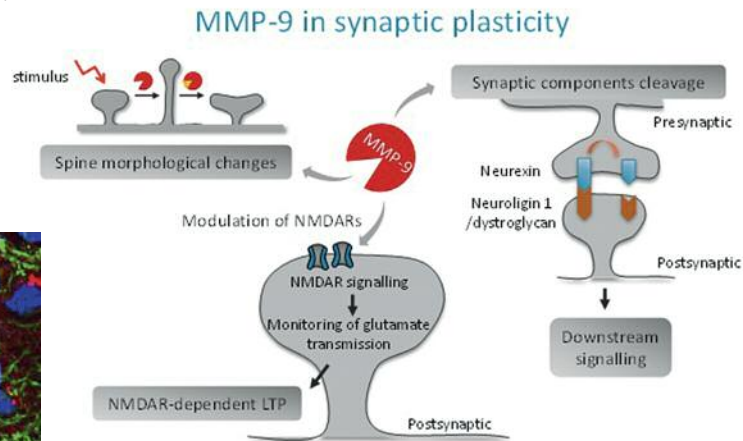 MMP-9 in synaptic plasticity
stimulus
Spine morphological changes
MMP-9
Synaptic components cleavage
Presynaptic
Neurexin
Neuroligin 1
/dystroglycan
Postsynaptic
Downstream
signalling
Modulation of NMDARs
NMDAR signalling
Monitoring of glutamate
transmission
NMDAR-dependent LTP
Postsynaptic